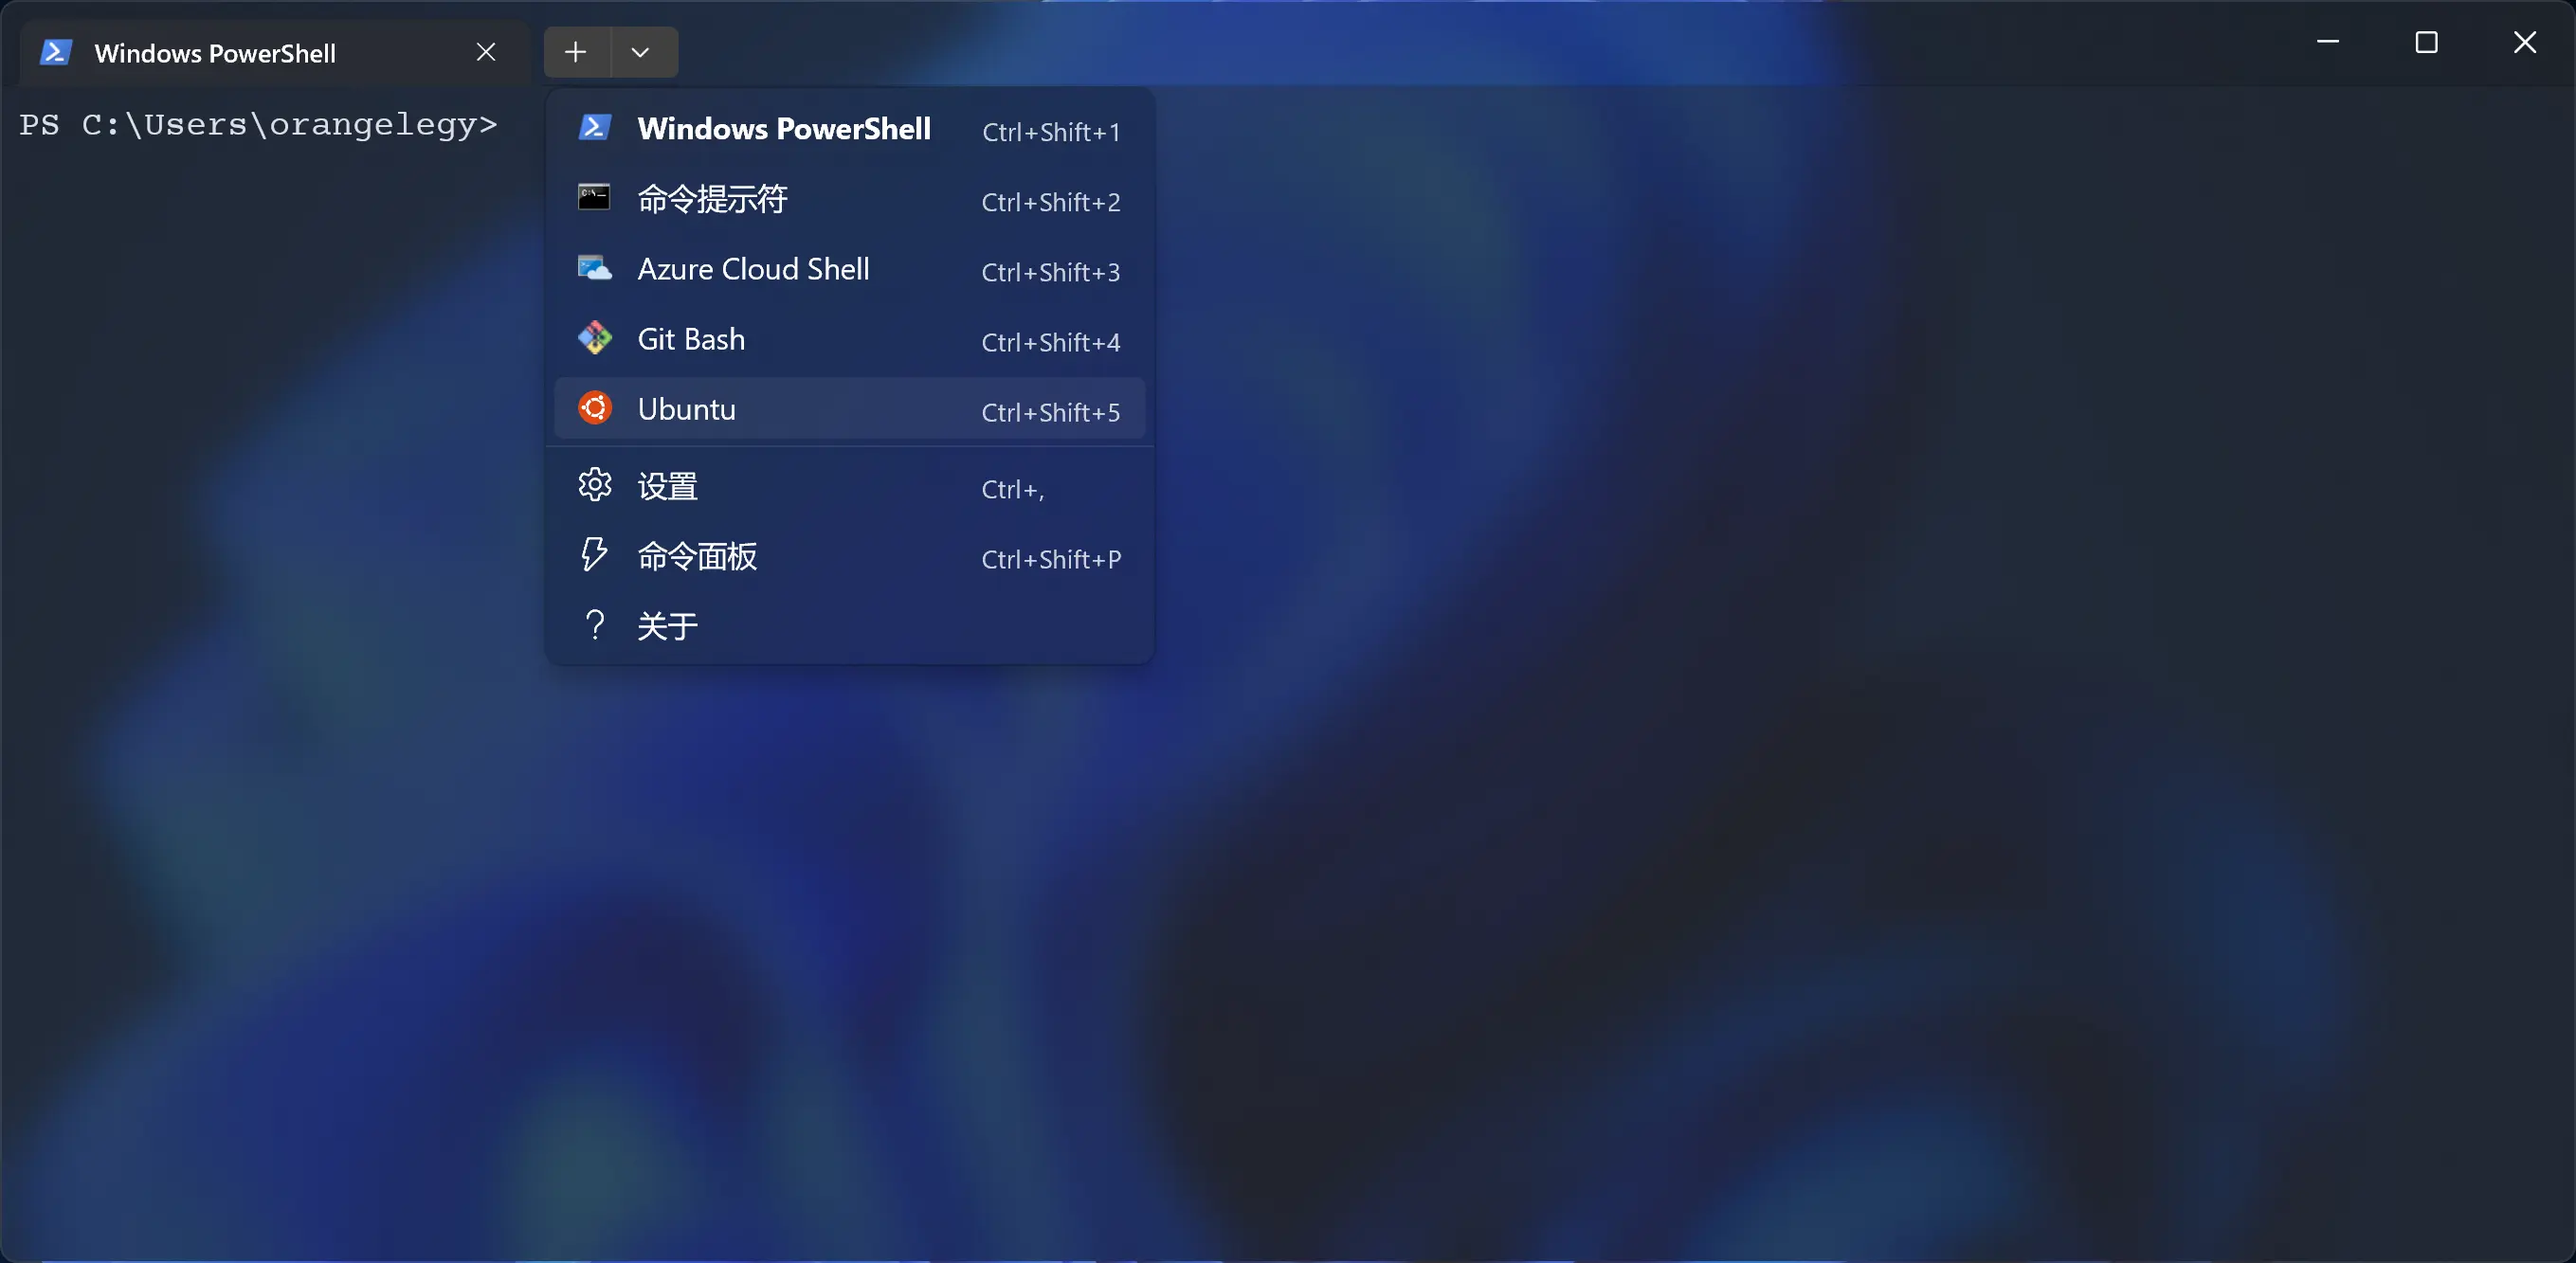 Windows PowerShell
PS C:\Users\orangelegy>
Windows PowerShell Ctrl+Shift+1
命令提示符 Ctrl+Shift+2
Azure Cloud Shell Ctrl+Shift+3
Git Bash Ctrl+Shift+4
Ubuntu Ctrl+Shift+5
设置 Ctrl+,
命令面板 Ctrl+Shift+P
关于